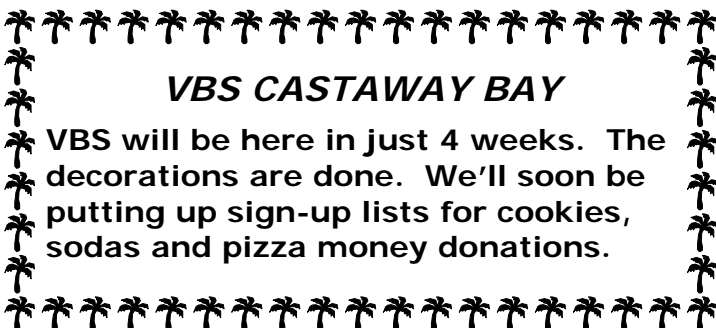 VBS CASTAWAY BAY
VBS will be here in just 4 weeks.  The
decorations are done.  We’ll soon be
putting up sign-up lists for cookies,
sodas and pizza money donations.